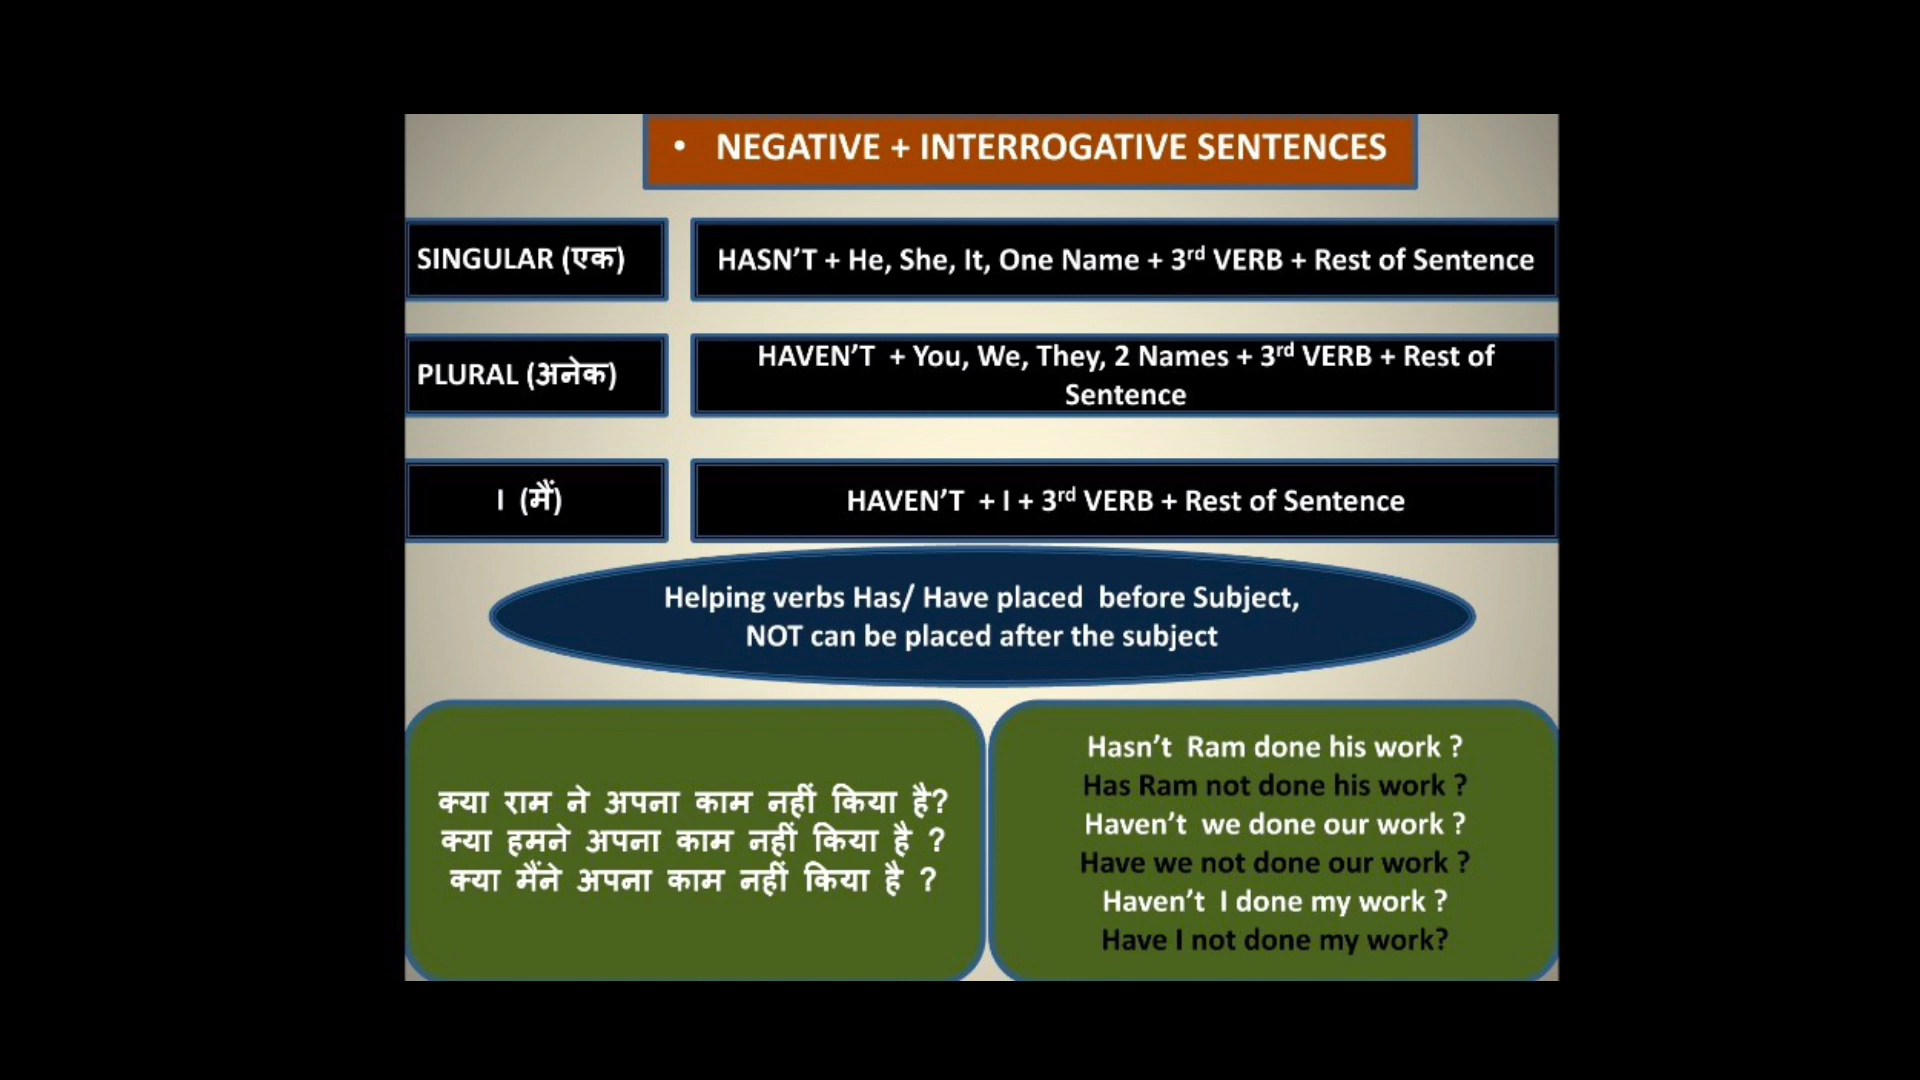 • NEGATIVE + INTERROGATIVE SENTENCES
SINGULAR (एक)
HASN’T + He, She, It, One Name + 3rd VERB + Rest of Sentence
PLURAL (अनेक)
HAVEN’T + You, We, They, 2 Names + 3rd VERB + Rest of
Sentence
I (मैं)
HAVEN’T + I + 3rd VERB + Rest of Sentence
Helping verbs Has/ Have placed before Subject,
NOT can be placed after the subject
क्या राम ने अपना काम नहीं किया है?
क्या हमने अपना काम नहीं किया है ?
क्या मैंने अपना काम नहीं किया है ?
Hasn’t Ram done his work ?
Has Ram not done his work ?
Haven’t we done our work ?
Have we not done our work ?
Haven’t I done my work ?
Have I not done my work?